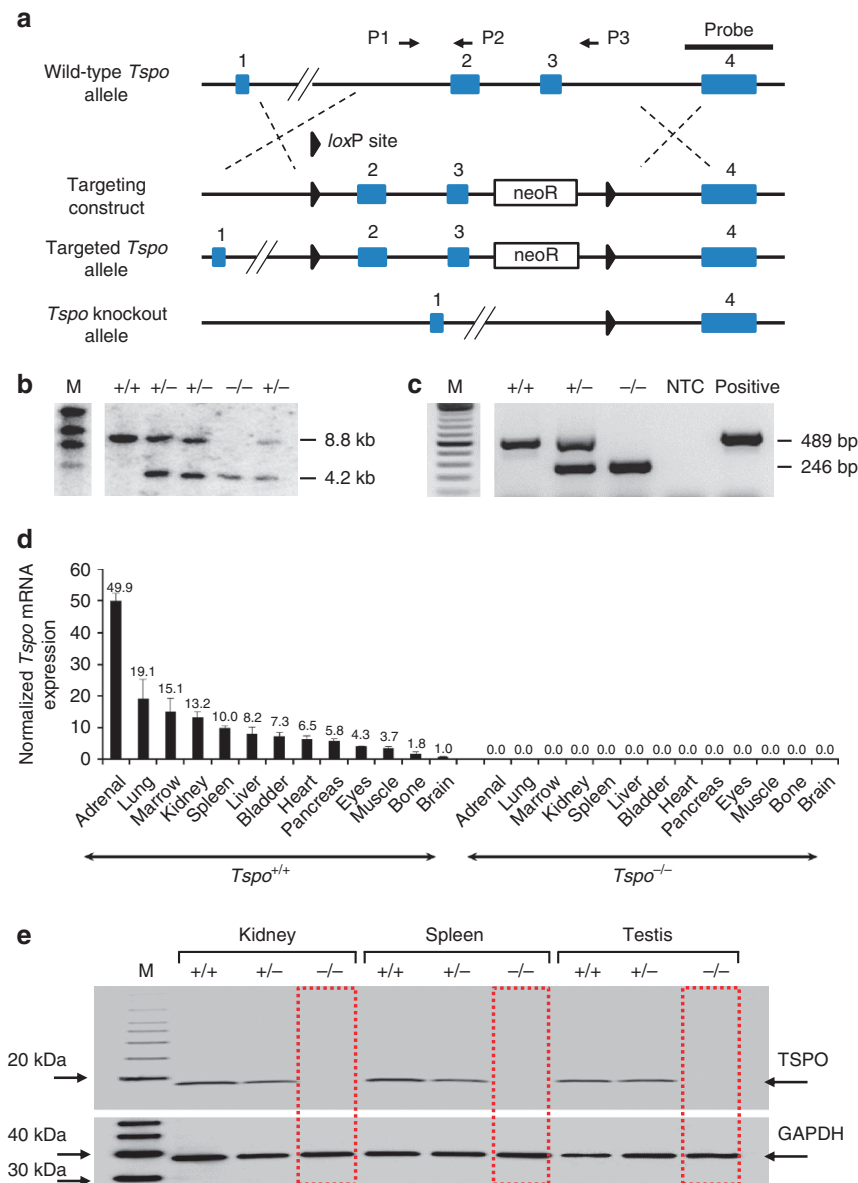 a
P1 P2 P3 Probe
Wild-type Tspo allele
1 2 3 4
loxP site
Targeting construct
2 3 neoR 4
Targeted Tspo allele
1 2 3 neoR 4
Tspo knockout allele
1 4
b
M +/+ +/– +/– –/– +/–
8.8 kb
4.2 kb
c
M +/+ +/– –/– NTC Positive
489 bp
246 bp
d
Normalized Tspo mRNA expression
60
50
40
30
20
10
0
49.9 19.1 15.1 13.2 10.0 8.2 7.3 6.5 5.8 4.3 3.7 1.8 1.0 0.0 0.0 0.0 0.0 0.0 0.0 0.0 0.0 0.0 0.0 0.0 0.0 0.0
Adrenal Lung Marrow Kidney Spleen Liver Bladder Heart Pancreas Eyes Muscle Bone Brain Adrenal Lung Marrow Kidney Spleen Liver Bladder Heart Pancreas Eyes Muscle Bone Brain
Tspo+/+ Tspo–/–
e
Kidney Spleen Testis
M +/+ +/– –/– +/+ +/– –/– +/+ +/– –/–
20 kDa TSPO
40 kDa GAPDH
30 kDa